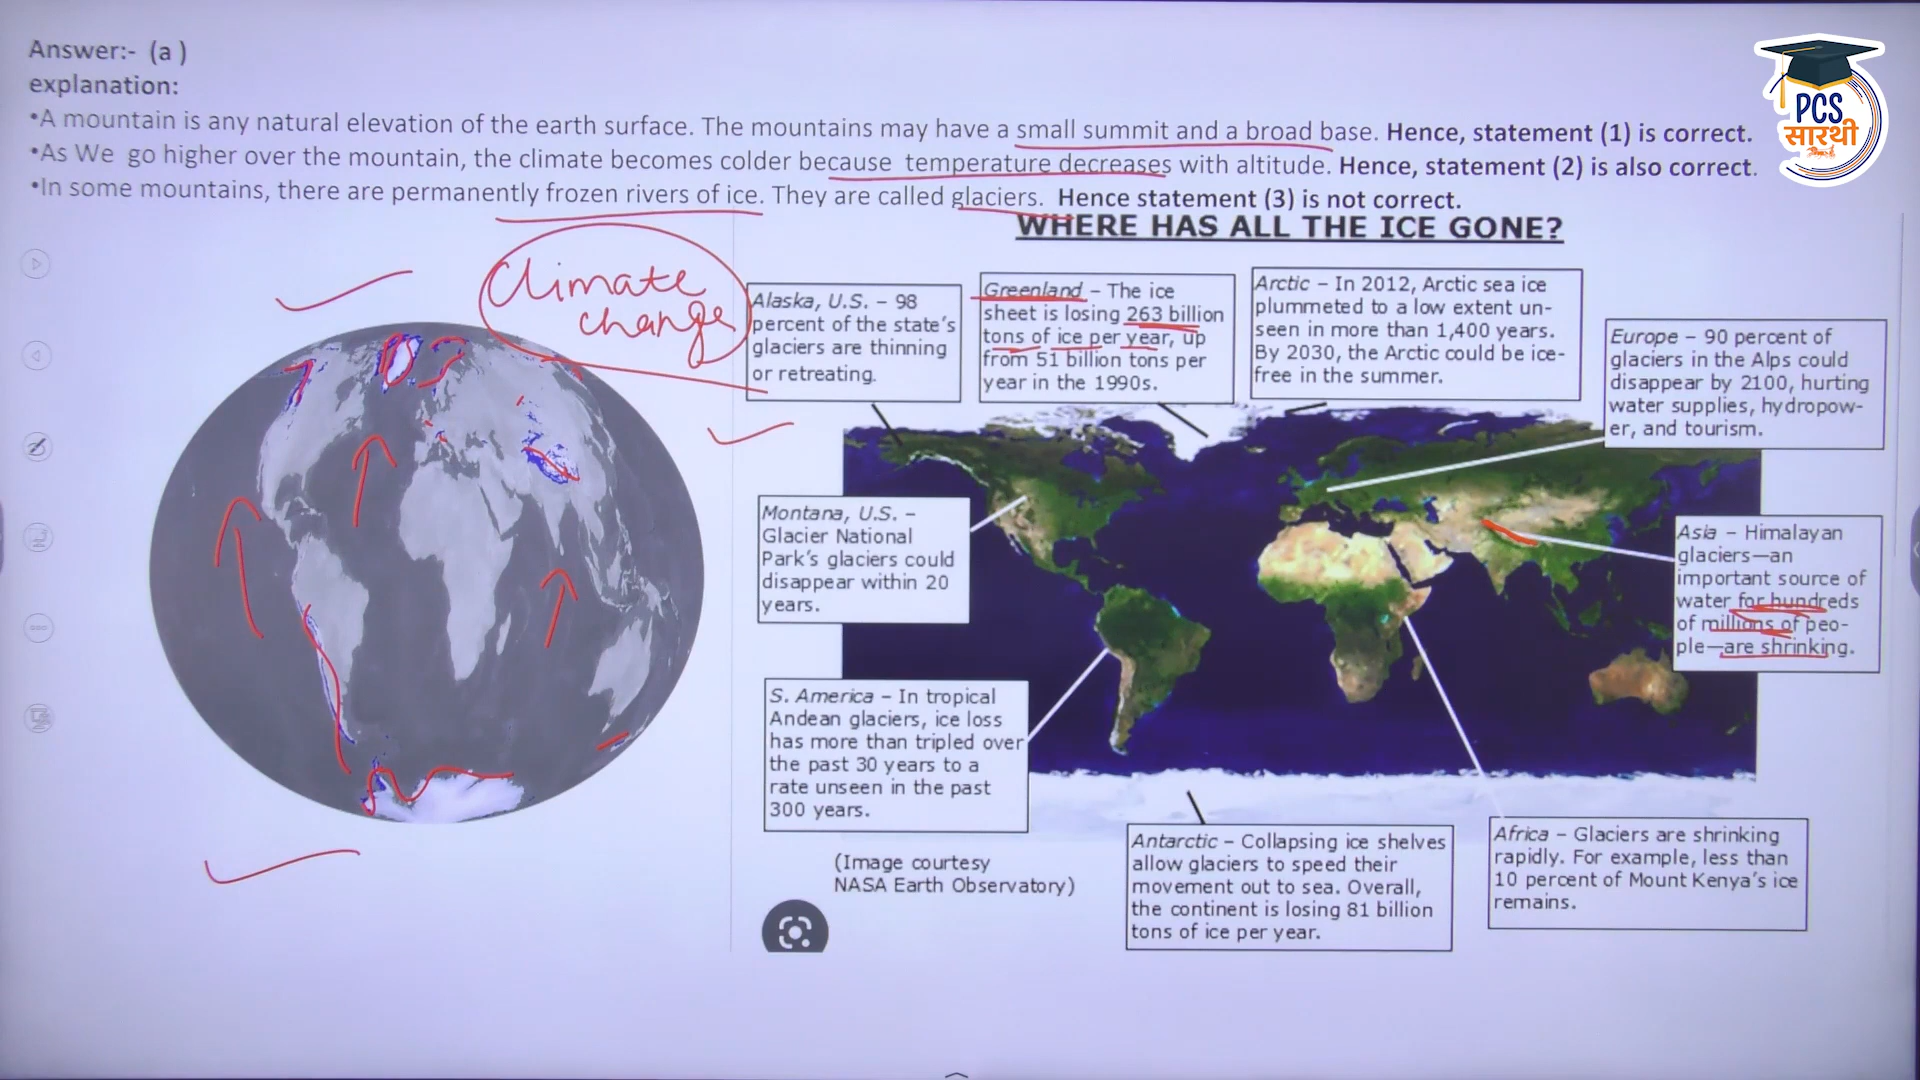 Answer:- (a )
explanation:
•A mountain is any natural elevation of the earth surface. The mountains may have a small summit and a broad base. Hence, statement (1) is correct.
•As We go higher over the mountain, the climate becomes colder because temperature decreases with altitude. Hence, statement (2) is also correct.
•In some mountains, there are permanently frozen rivers of ice. They are called glaciers. Hence statement (3) is not correct.
PCS
सारथी
WHERE HAS ALL THE ICE GONE?
Climate
change
Alaska, U.S. – 98
percent of the state's
glaciers are thinning
or retreating.
Greenland – The ice
sheet is losing 263 billion
tons of ice per year, up
from 51 billion tons per
year in the 1990s.
Arctic – In 2012, Arctic sea ice
plummeted to a low extent un-
seen in more than 1,400 years.
By 2030, the Arctic could be ice-
free in the summer.
Europe – 90 percent of
glaciers in the Alps could
disappear by 2100, hurting
water supplies, hydropow-
er, and tourism.
Montana, U.S. –
Glacier National
Park's glaciers could
disappear within 20
years.
Asia – Himalayan
glaciers—an
important source of
water for hundreds
of millions of peo-
ple—are shrinking.
S. America – In tropical
Andean glaciers, ice loss
has more than tripled over
the past 30 years to a
rate unseen in the past
300 years.
(Image courtesy
NASA Earth Observatory)
Antarctic – Collapsing ice shelves
allow glaciers to speed their
movement out to sea. Overall,
the continent is losing 81 billion
tons of ice per year.
Africa – Glaciers are shrinking
rapidly. For example, less than
10 percent of Mount Kenya's ice
remains.